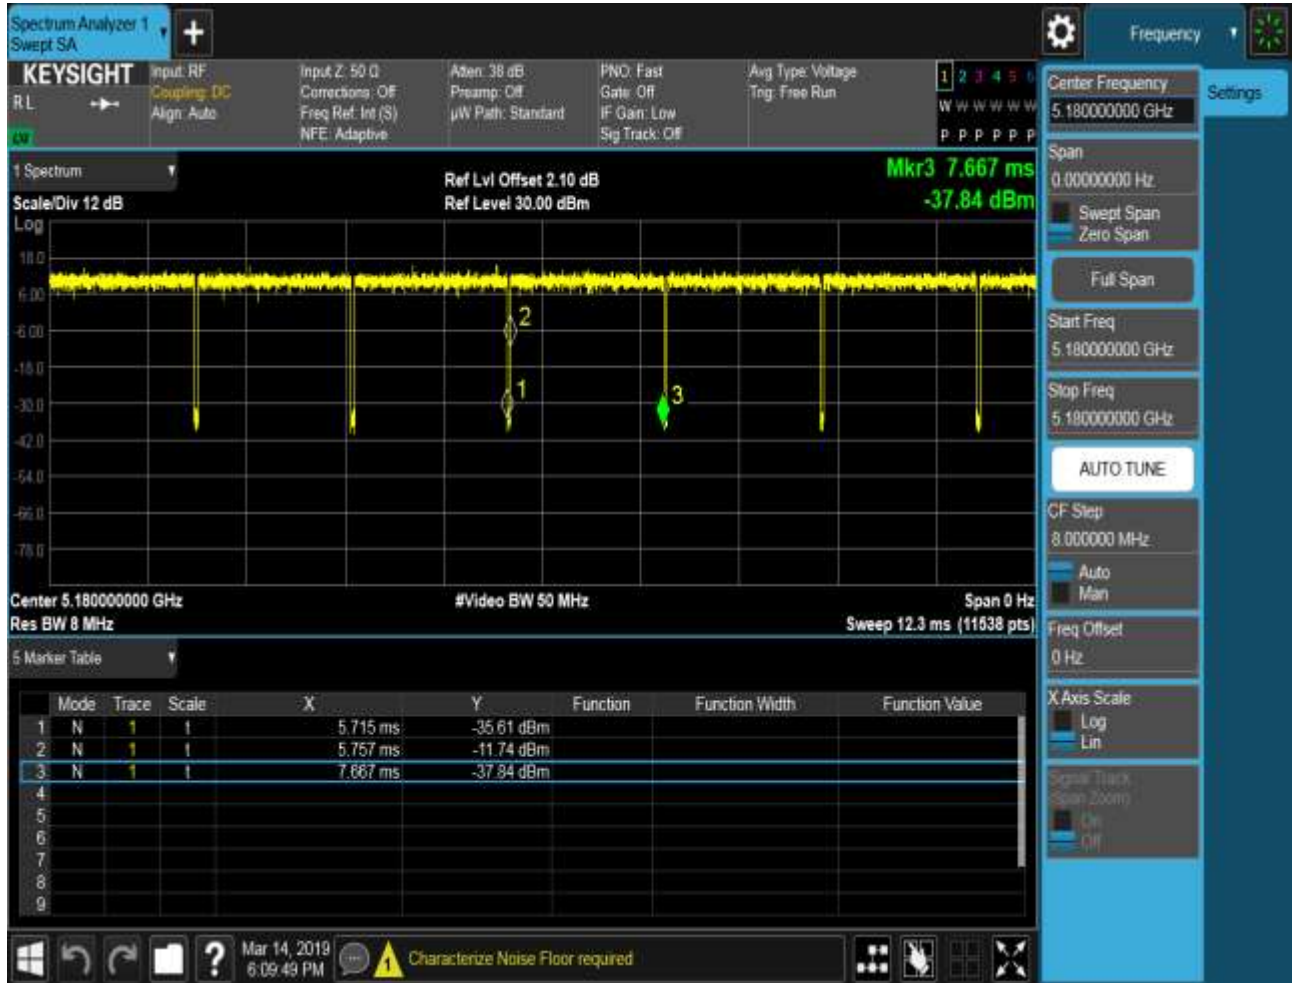 Spectrum Analyzer 1
Swept SA
Frequency
KEYSIGHT
R L
Input: RF
Coupling: DC
Align: Auto
Input Z: 50 Ω
Corrections: Off
Freq Ref: Int (S)
NFE: Adaptive
Atten: 38 dB
Preamp: Off
µW Path: Standard
PNO: Fast
Gate: Off
IF Gain: Low
Sig Track: Off
Avg Type: Voltage
Trig: Free Run
1 2 3 4 5 6
W W W W W W
P P P P P P
1 Spectrum
Scale/Div 12 dB
Ref Lvl Offset 2.10 dB
Ref Level 30.00 dBm
Mkr3 7.667 ms
-37.84 dBm
Log
18.0
6.00
-6.00
-18.0
-30.0
-42.0
-54.0
-66.0
-78.0
2
1
3
Center 5.180000000 GHz
#Video BW 50 MHz
Span 0 Hz
Res BW 8 MHz
Sweep 12.3 ms (11538 pts)
5 Marker Table
Mode Trace Scale X Y Function Function Width Function Value
1 N 1 t 5.715 ms -35.61 dBm
2 N 1 t 5.757 ms -11.74 dBm
3 N 1 t 7.667 ms -37.84 dBm
4
5
6
7
8
9
Mar 14, 2019
6:09:49 PM
1
Characterize Noise Floor required
Center Frequency
5.180000000 GHz
Settings
Span
0.00000000 Hz
Swept Span
Zero Span
Full Span
Start Freq
5.180000000 GHz
Stop Freq
5.180000000 GHz
AUTO TUNE
CF Step
8.000000 MHz
Auto
Man
Freq Offset
0 Hz
X Axis Scale
Log
Lin
Signal Track
(Span Zoom)
On
Off